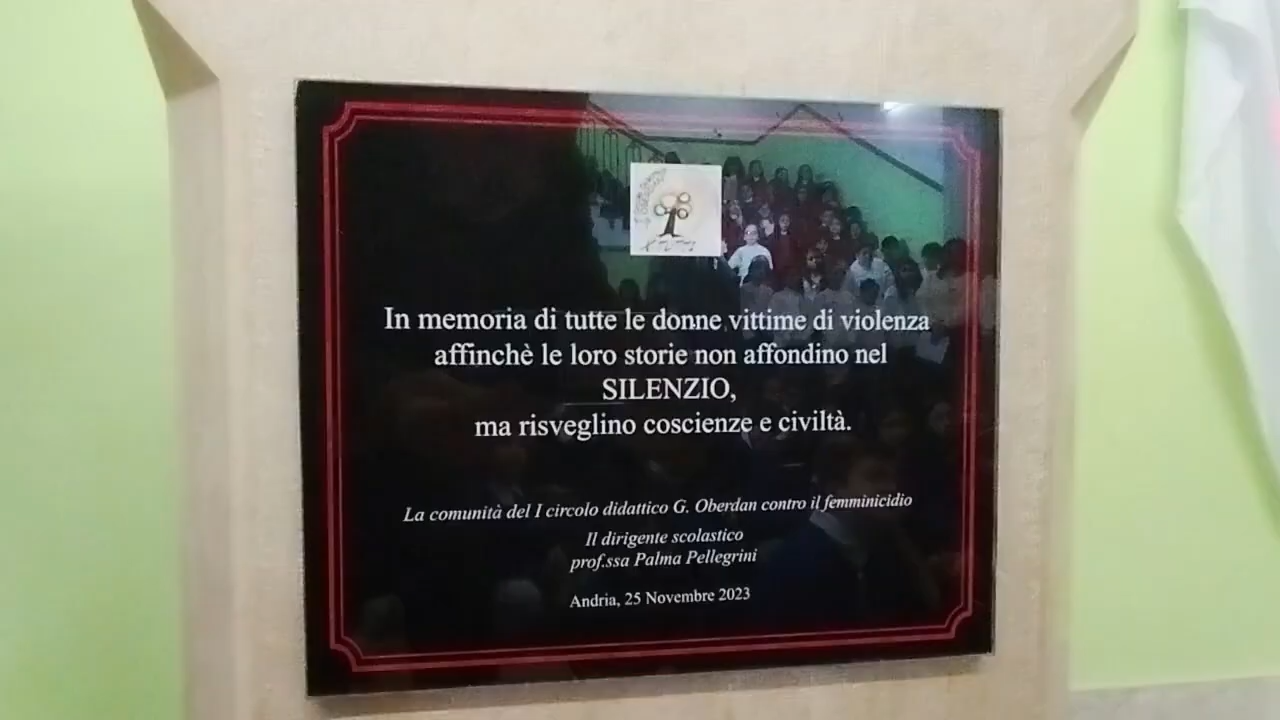 In memoria di tutte le donne vittime di violenza
affinchè le loro storie non affondino nel
SILENZIO,
ma risveglino coscienze e civiltà.
La comunità del I circolo didattico G. Oberdan contro il femminicidio
Il dirigente scolastico
prof.ssa Palma Pellegrini
Andria, 25 Novembre 2023